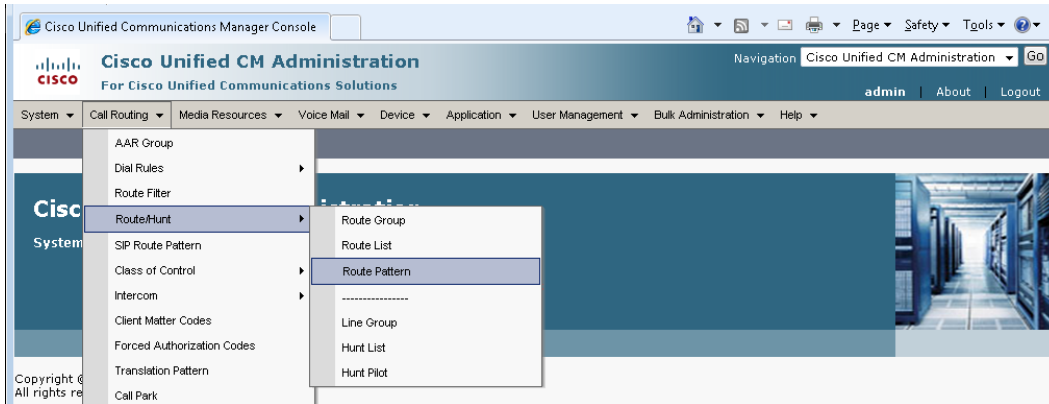 Cisco Unified Communications Manager Console
Page Safety Tools
cisco
Cisco Unified CM Administration
For Cisco Unified Communications Solutions
Navigation Cisco Unified CM Administration Go
admin | About | Logout
System Call Routing Media Resources Voice Mail Device Application User Management Bulk Administration Help
AAR Group
Dial Rules
Route Filter
Route/Hunt
SIP Route Pattern
Class of Control
Intercom
Client Matter Codes
Forced Authorization Codes
Translation Pattern
Call Park
Route Group
Route List
Route Pattern
----------------
Line Group
Hunt List
Hunt Pilot
Cisc
System
Copyright ©
All rights re